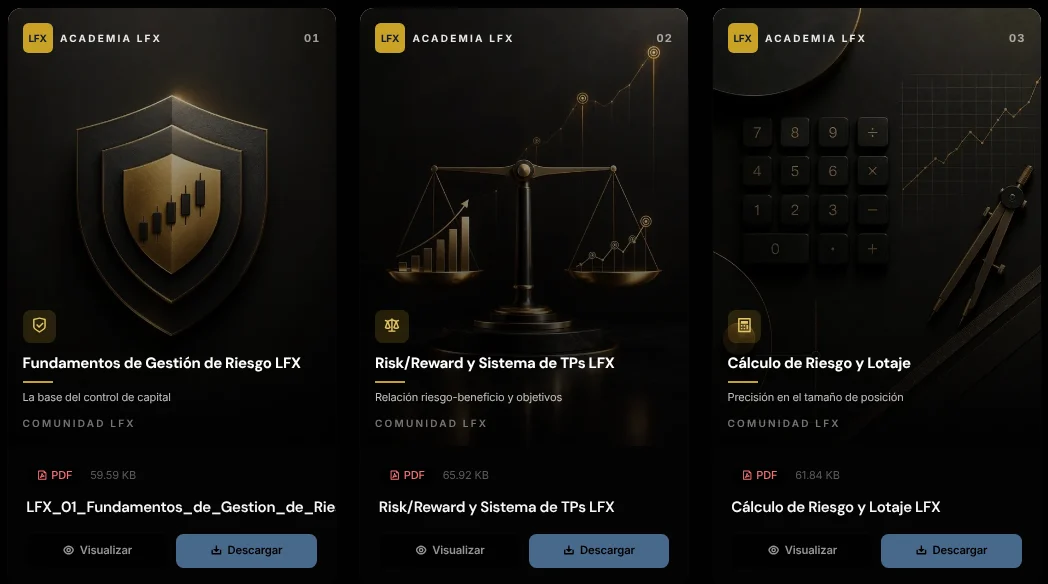 LFX ACADEMIA LFX 01
Fundamentos de Gestión de Riesgo LFX
La base del control de capital
COMUNIDAD LFX
PDF 59.59 KB
LFX_01_Fundamentos_de_Gestion_de_Rie
Visualizar Descargar
LFX ACADEMIA LFX 02
Risk/Reward y Sistema de TPs LFX
Relación riesgo-beneficio y objetivos
COMUNIDAD LFX
PDF 65.92 KB
Risk/Reward y Sistema de TPs LFX
Visualizar Descargar
LFX ACADEMIA LFX 03
7 8 9 ÷
4 5 6 ×
1 2 3 −
0 · +
Cálculo de Riesgo y Lotaje
Precisión en el tamaño de posición
COMUNIDAD LFX
PDF 61.84 KB
Cálculo de Riesgo y Lotaje LFX
Visualizar Descargar